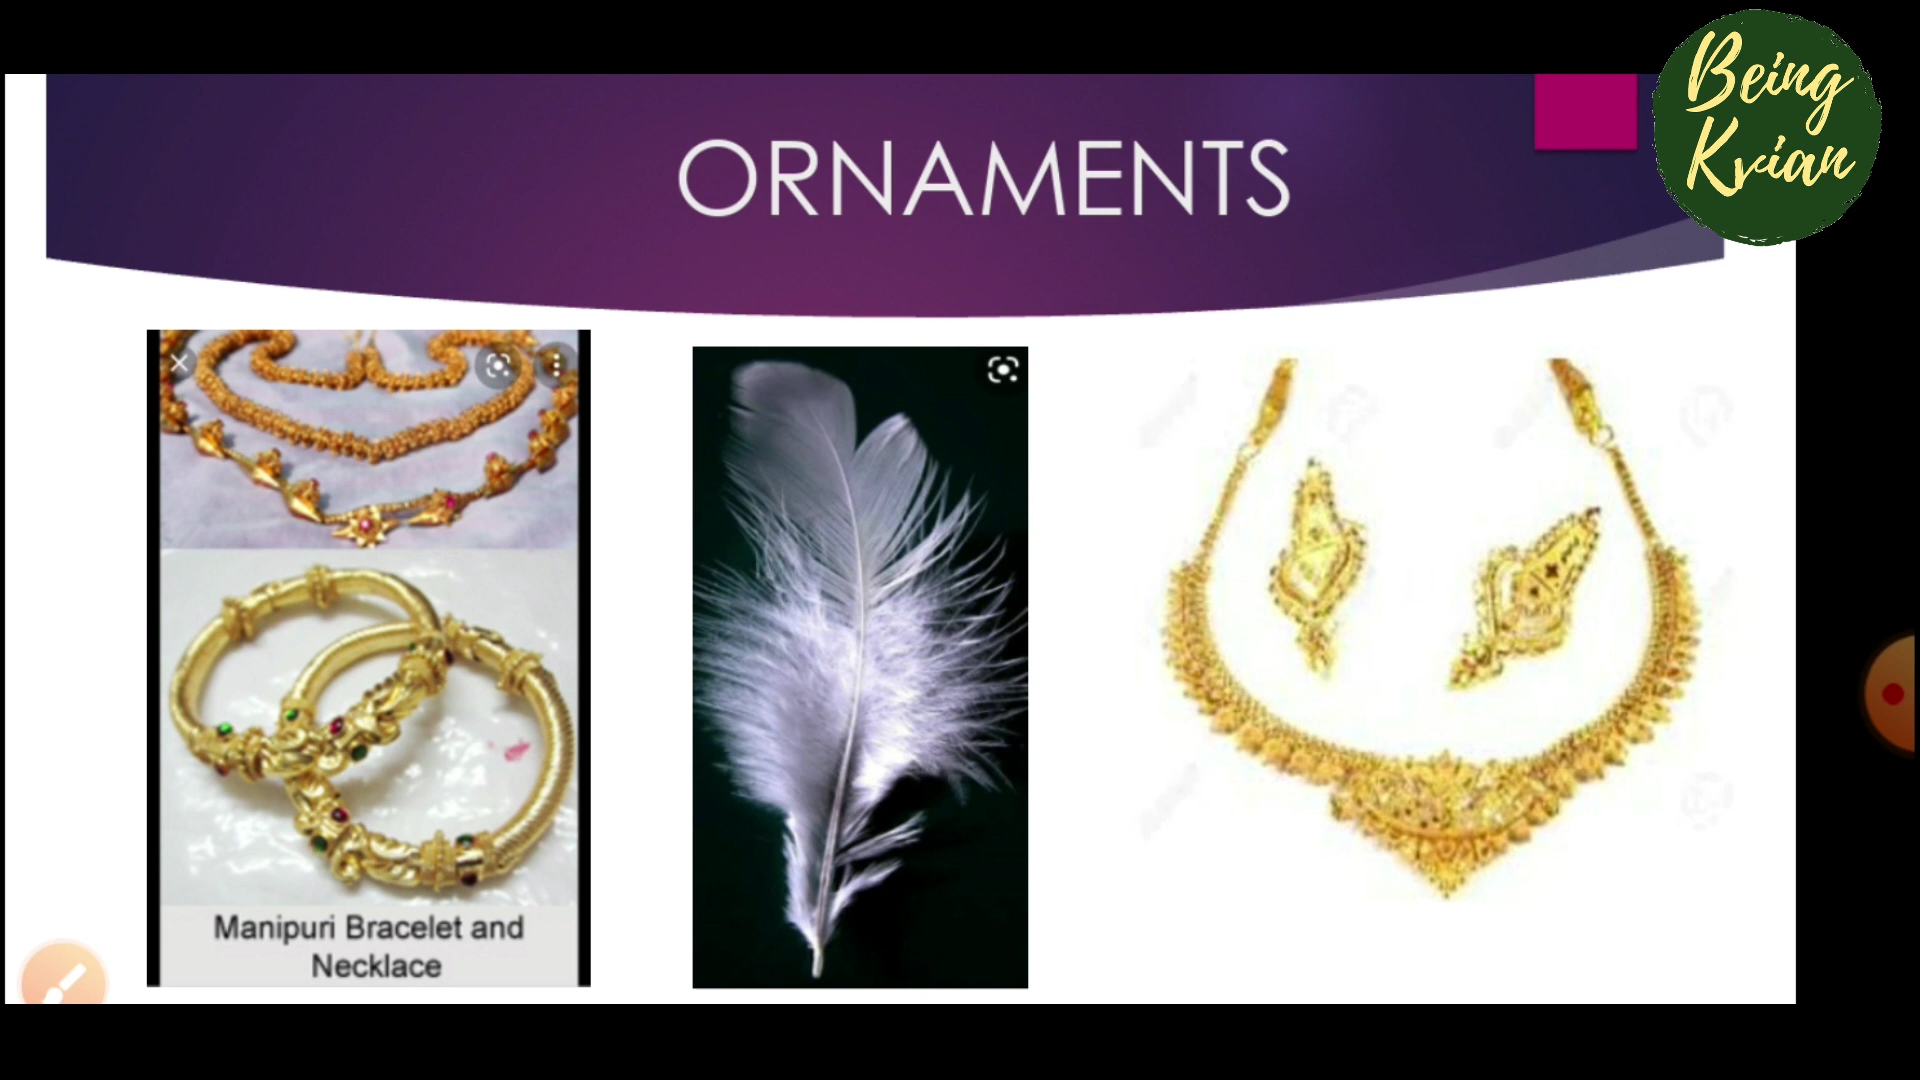 ORNAMENTS
Being
Kvian
Manipuri Bracelet and
Necklace